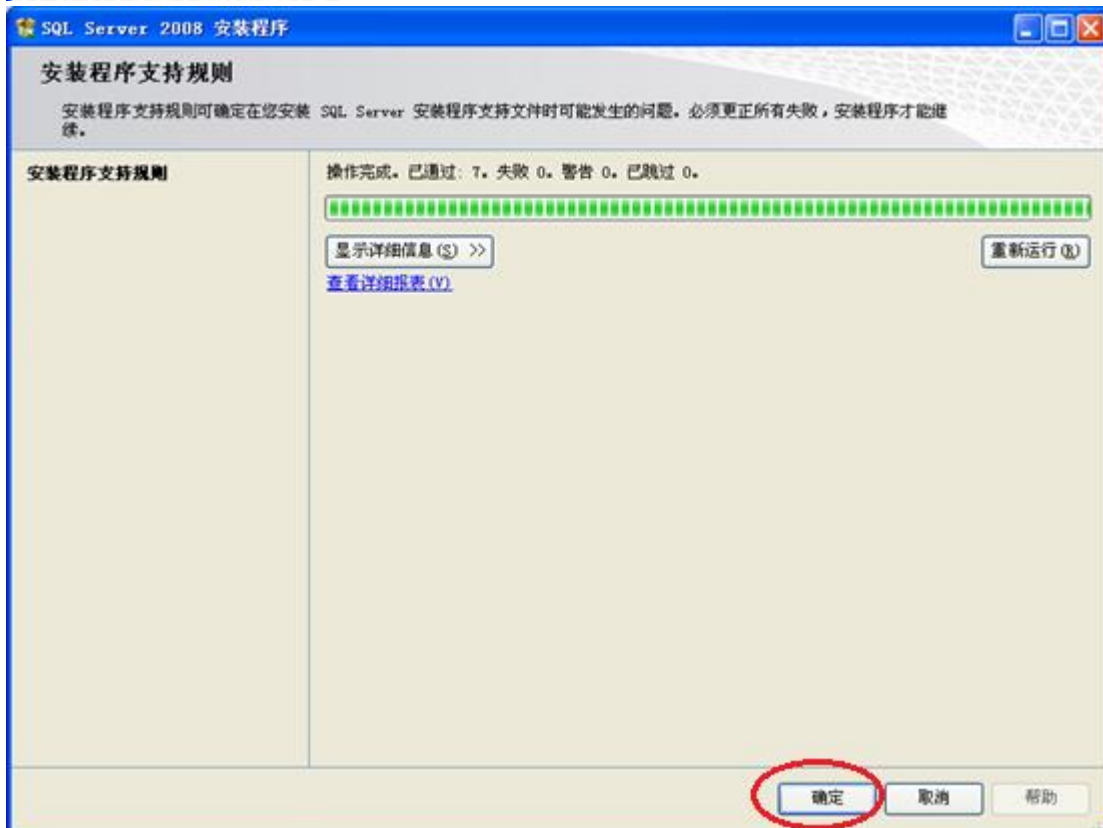 SQL Server 2008 安装程序
安装程序支持规则
安装程序支持规则可确定在您安装 SQL Server 安装程序支持文件时可能发生的问题。必须更正所有失败，安装程序才能继
续。
安装程序支持规则
操作完成。已通过: 7。失败 0。警告 0。已跳过 0。
显示详细信息(S) >>
重新运行(R)
查看详细报表(V)
确定
取消
帮助